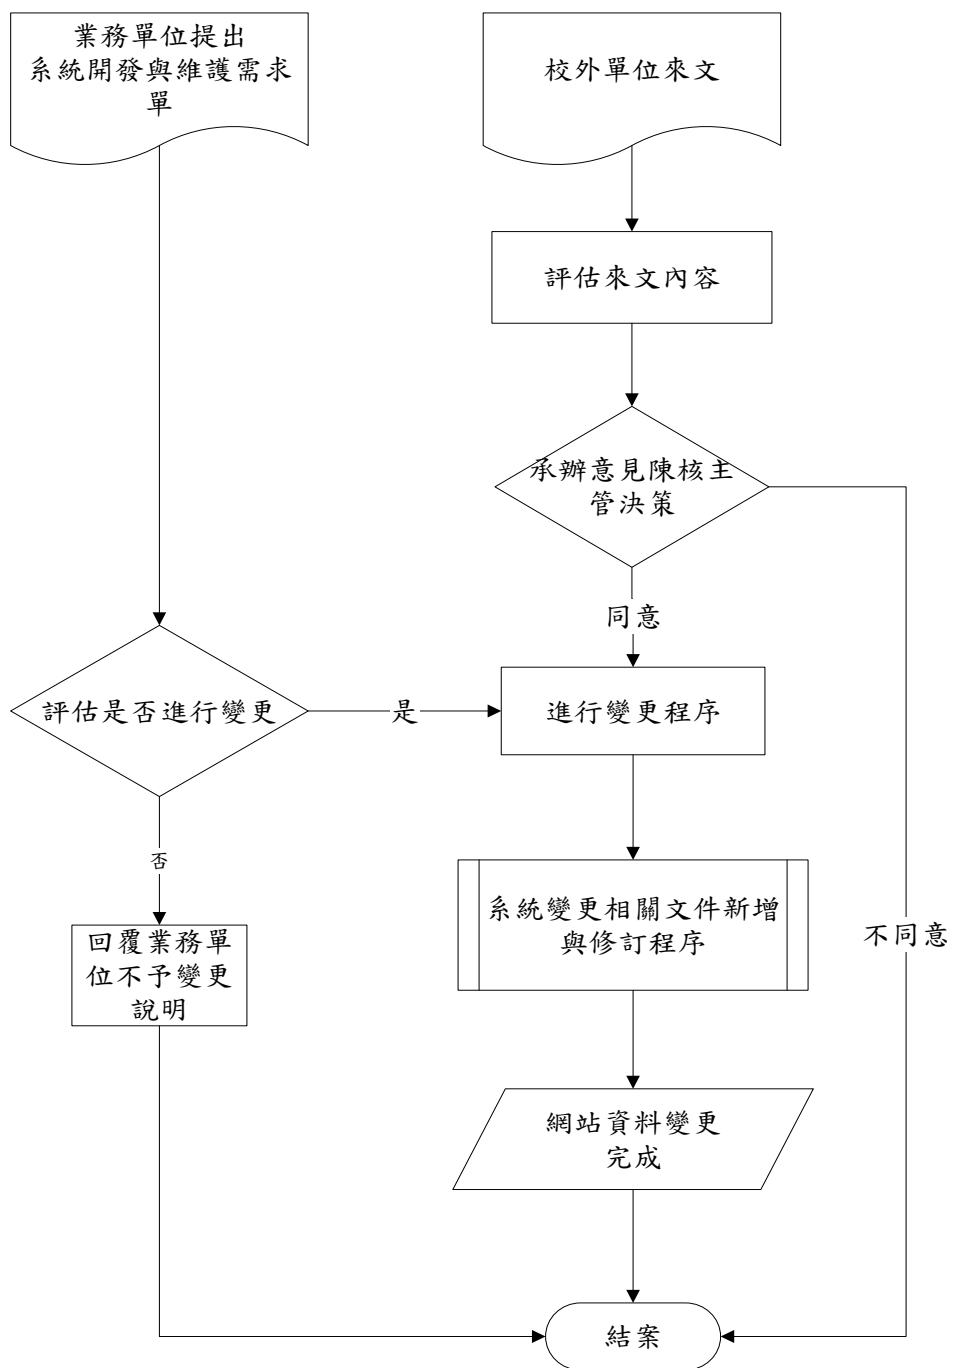 業務單位提出
系統開發與維護需求
單
校外單位來文
評估來文內容
承辦意見陳核主
管決策
同意
評估是否進行變更
是
進行變更程序
否
系統變更相關文件新增
與修訂程序
不同意
回覆業務單
位不予變更
說明
網站資料變更
完成
結案